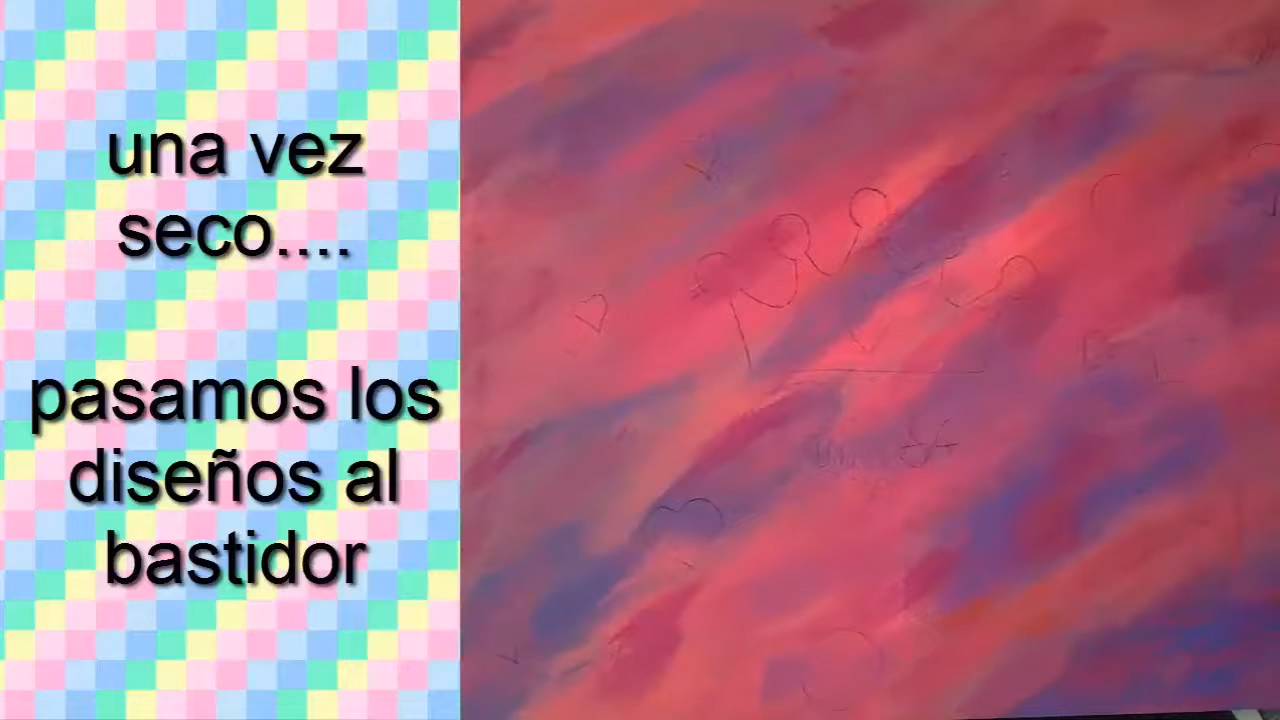 una vez
seco....
pasamos los
diseños al
bastidor